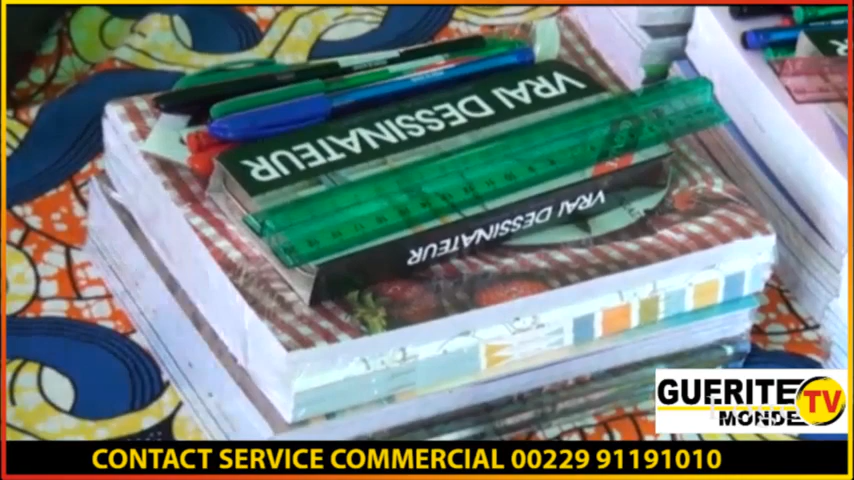 VRAI DESSINATEUR
VRAI DESSINATEUR
GUERITE TV
MONDE
CONTACT SERVICE COMMERCIAL 00229 91191010